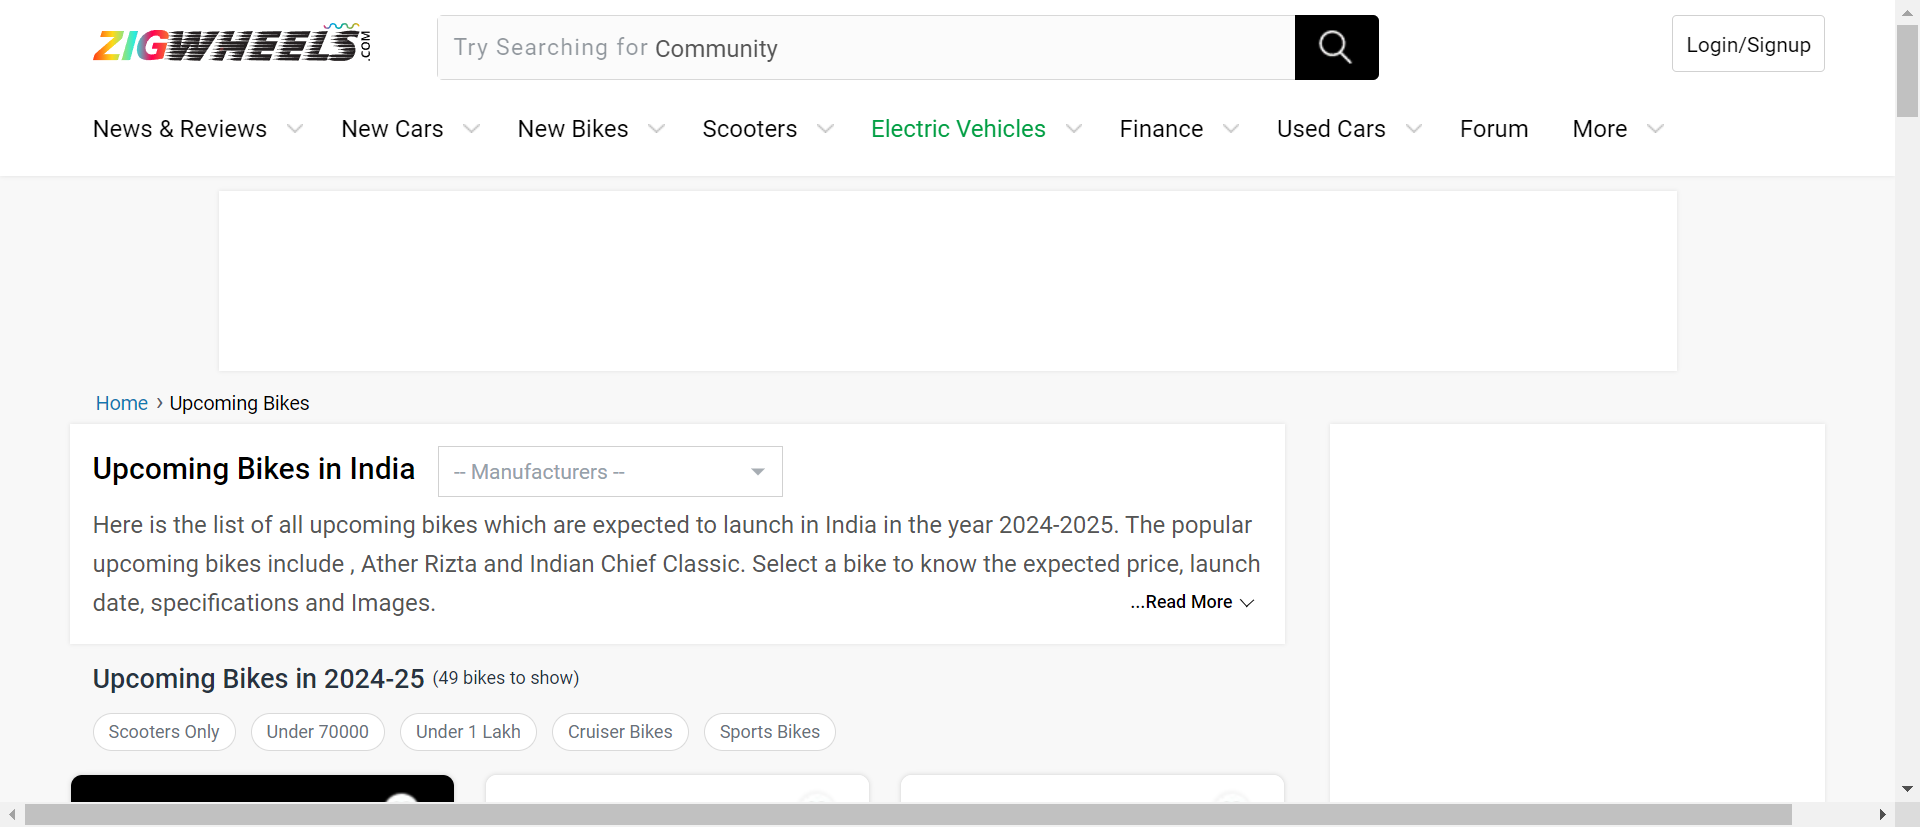 ZIGWHEELS.COM
Try Searching for Community
Login/Signup
News & Reviews New Cars New Bikes Scooters Electric Vehicles Finance Used Cars Forum More
Home › Upcoming Bikes
Upcoming Bikes in India
-- Manufacturers --
Here is the list of all upcoming bikes which are expected to launch in India in the year 2024-2025. The popular
upcoming bikes include , Ather Rizta and Indian Chief Classic. Select a bike to know the expected price, launch
date, specifications and Images.
...Read More
Upcoming Bikes in 2024-25 (49 bikes to show)
Scooters Only Under 70000 Under 1 Lakh Cruiser Bikes Sports Bikes